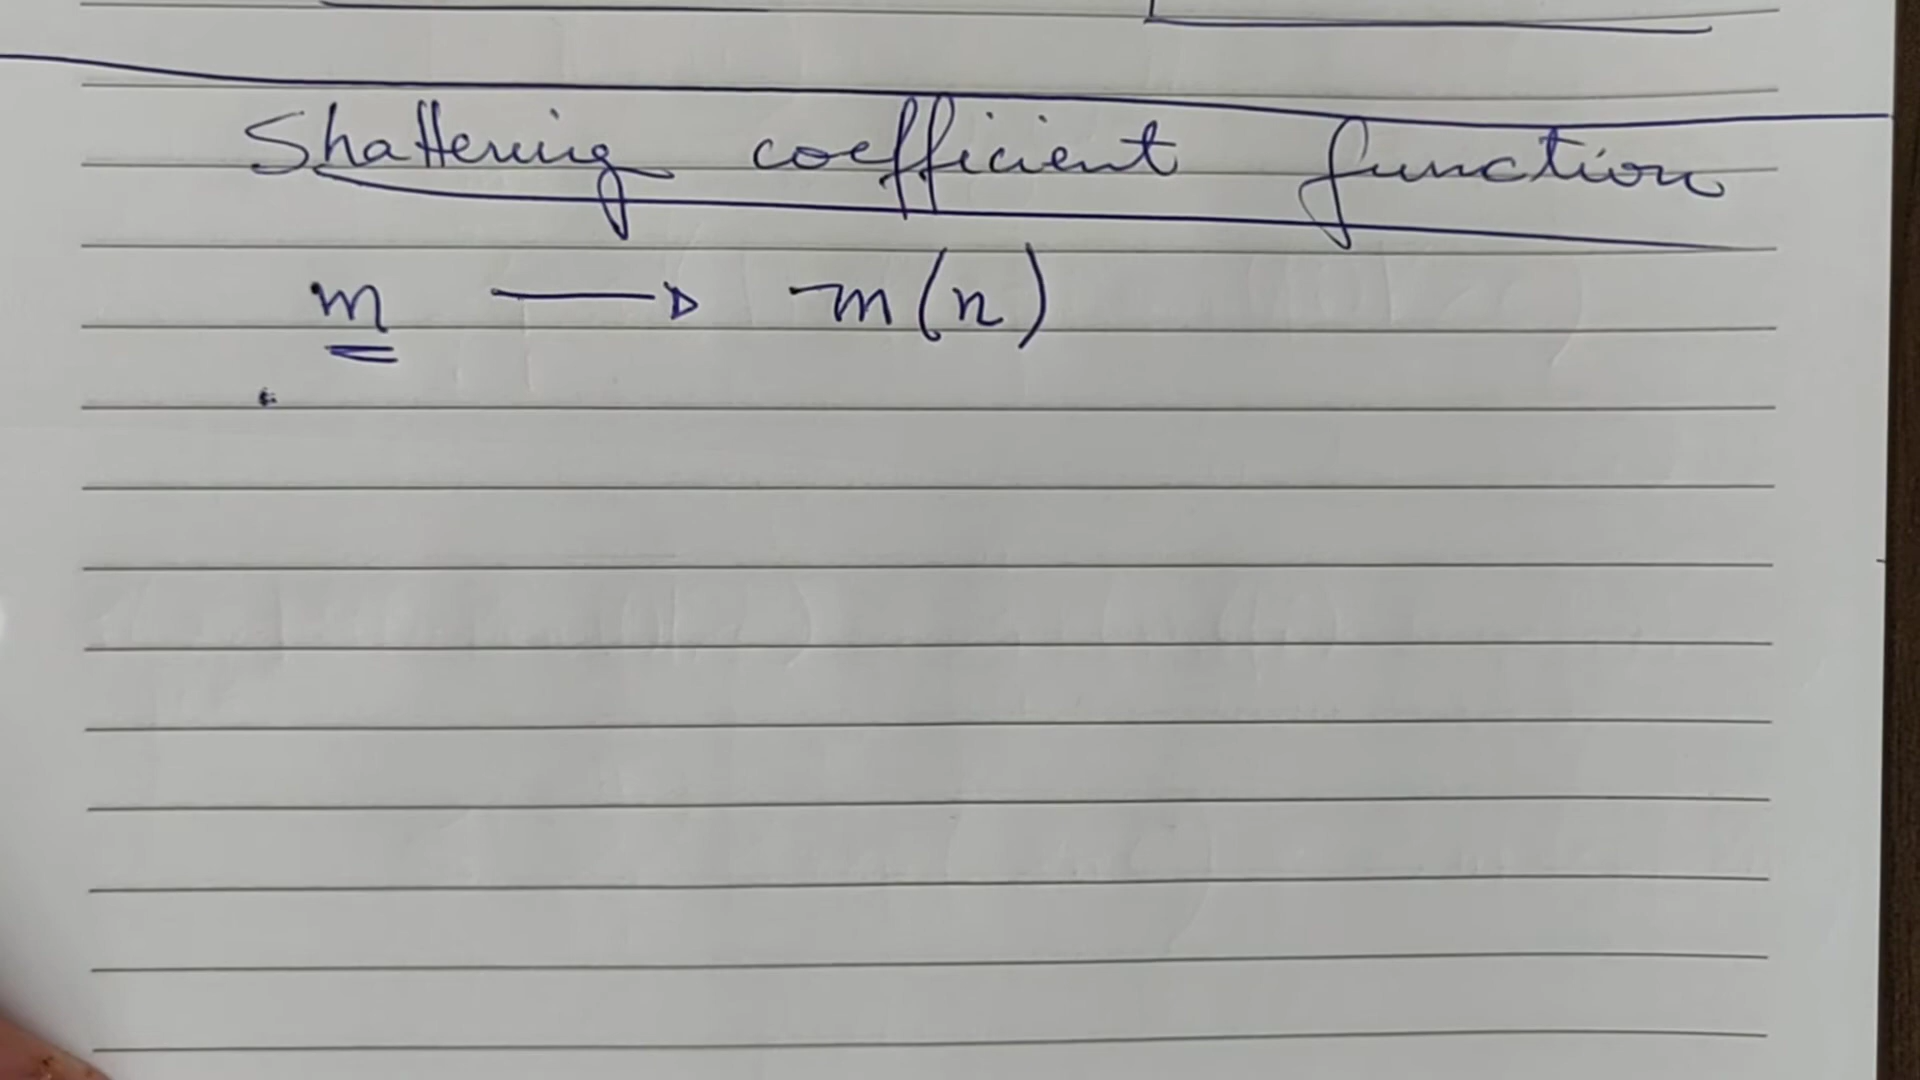 Shattering coefficient function
m → m(n)